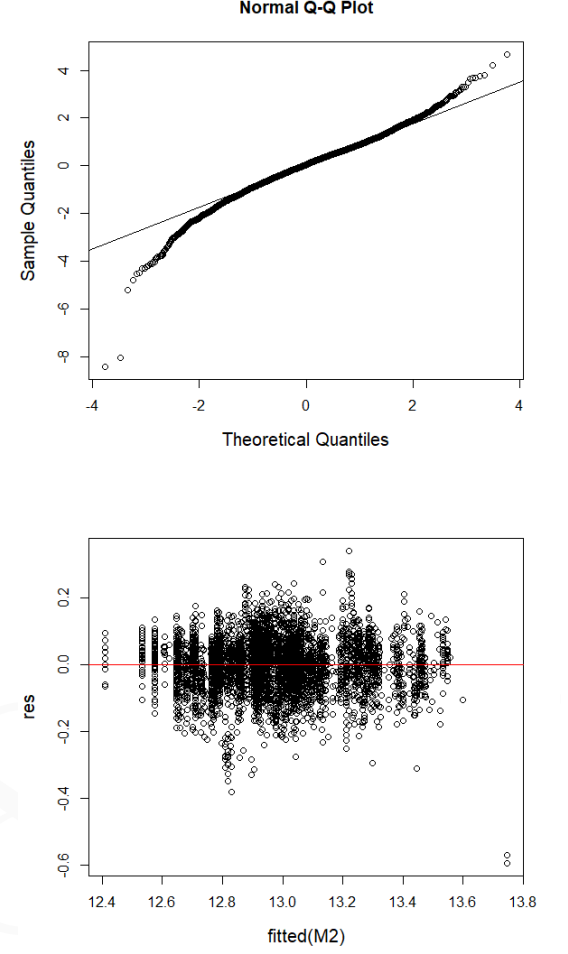 Normal Q-Q Plot
4
2
0
-2
-4
-6
-8
Sample Quantiles
-4 -2 0 2 4
Theoretical Quantiles
0.2
0.0
-0.2
-0.4
-0.6
res
12.4 12.6 12.8 13.0 13.2 13.4 13.6 13.8
fitted(M2)